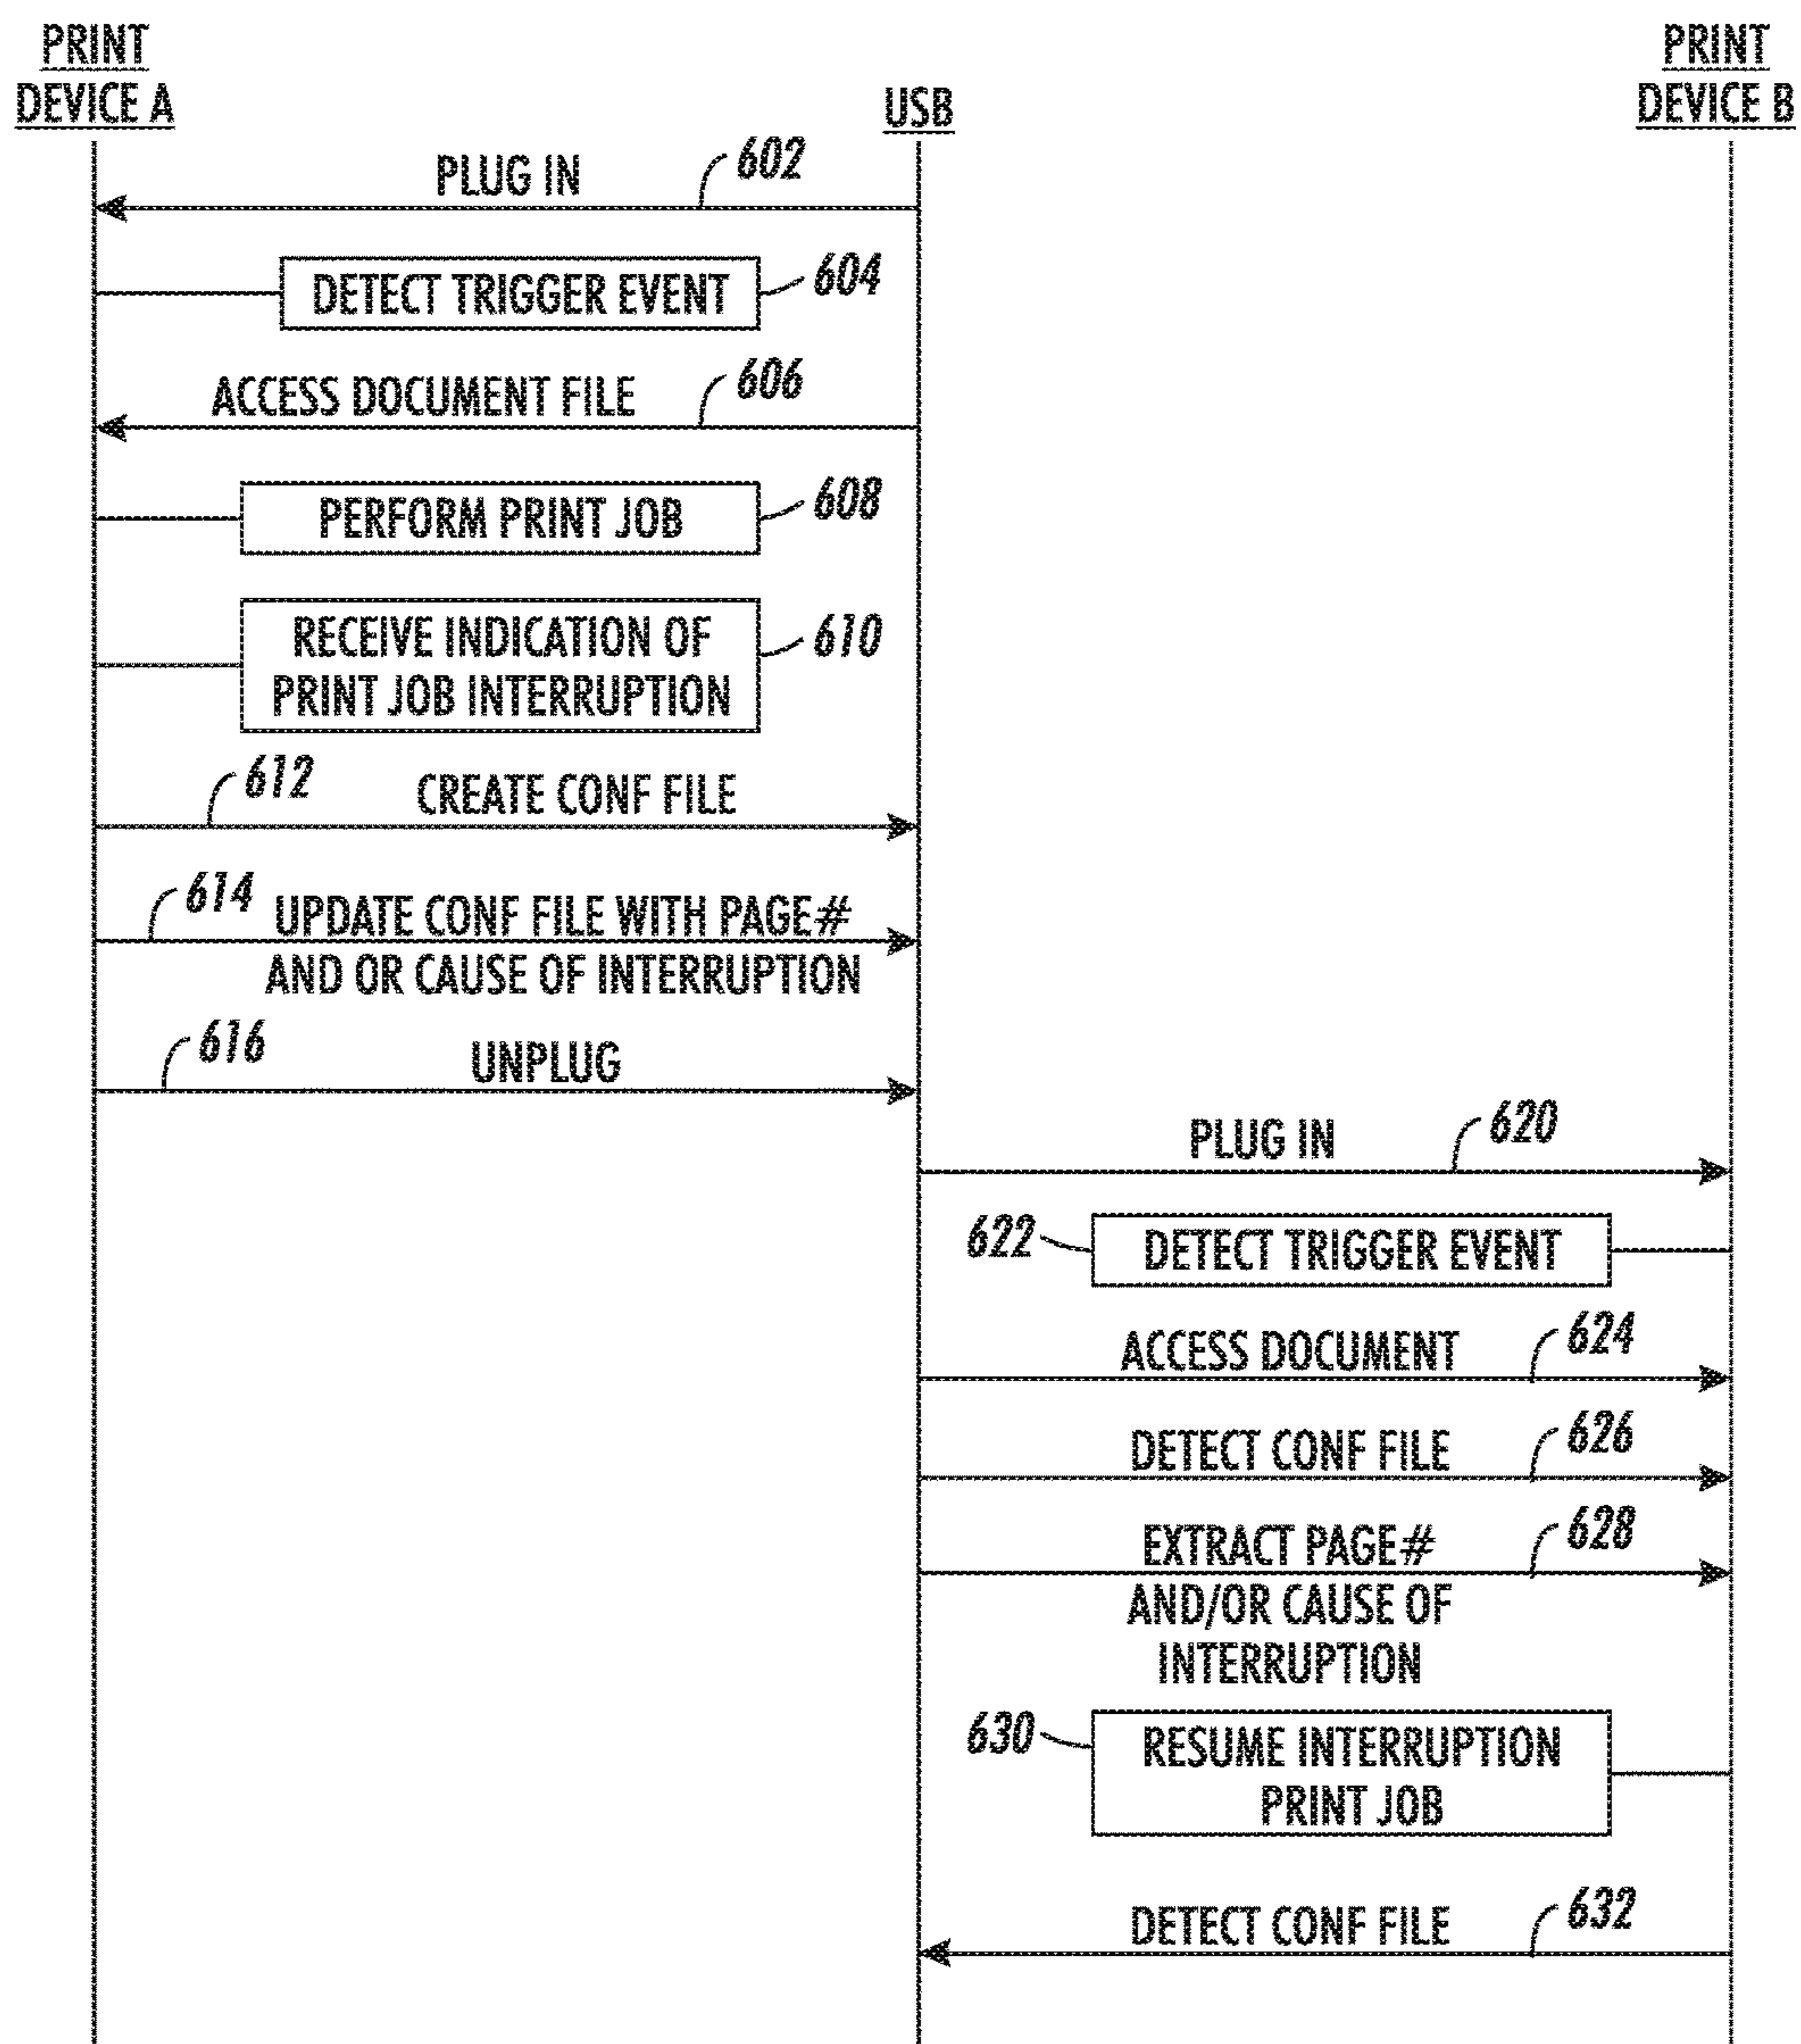 PRINT
DEVICE A
USB
PRINT
DEVICE B
PLUG IN
602
DETECT TRIGGER EVENT
604
ACCESS DOCUMENT FILE
606
PERFORM PRINT JOB
608
RECEIVE INDICATION OF
PRINT JOB INTERRUPTION
610
612
CREATE CONF FILE
614
UPDATE CONF FILE WITH PAGE#
AND OR CAUSE OF INTERRUPTION
616
UNPLUG
PLUG IN
620
622
DETECT TRIGGER EVENT
ACCESS DOCUMENT
624
DETECT CONF FILE
626
EXTRACT PAGE#
AND/OR CAUSE OF
INTERRUPTION
628
630
RESUME INTERRUPTION
PRINT JOB
DETECT CONF FILE
632